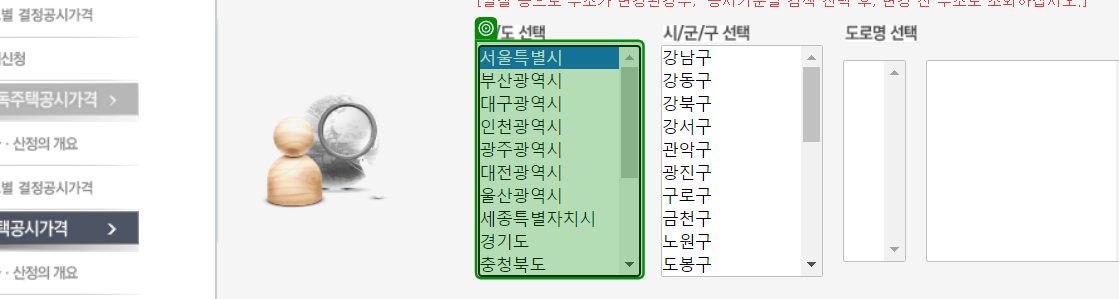 별 결정공시가격
신청
독주택공시가격
· 산정의 개요
별 결정공시가격
택공시가격
· 산정의 개요
/도 선택
서울특별시
부산광역시
대구광역시
인천광역시
광주광역시
대전광역시
울산광역시
세종특별자치시
경기도
충청북도
시/군/구 선택
강남구
강동구
강북구
강서구
관악구
광진구
구로구
금천구
노원구
도봉구
도로명 선택